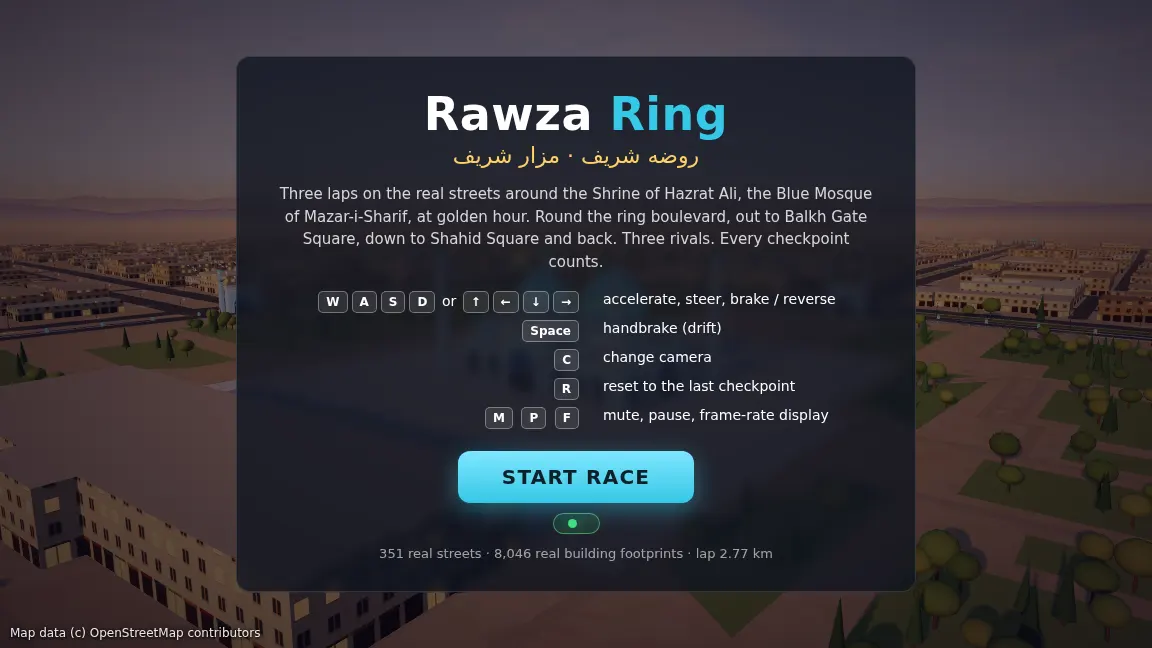 Rawza Ring
روضه شریف · مزار شریف
Three laps on the real streets around the Shrine of Hazrat Ali, the Blue Mosque
of Mazar-i-Sharif, at golden hour. Round the ring boulevard, out to Balkh Gate
Square, down to Shahid Square and back. Three rivals. Every checkpoint
counts.
W A S D or ↑ ← ↓ → accelerate, steer, brake / reverse
Space handbrake (drift)
C change camera
R reset to the last checkpoint
M P F mute, pause, frame-rate display
START RACE
351 real streets · 8,046 real building footprints · lap 2.77 km
Map data (c) OpenStreetMap contributors